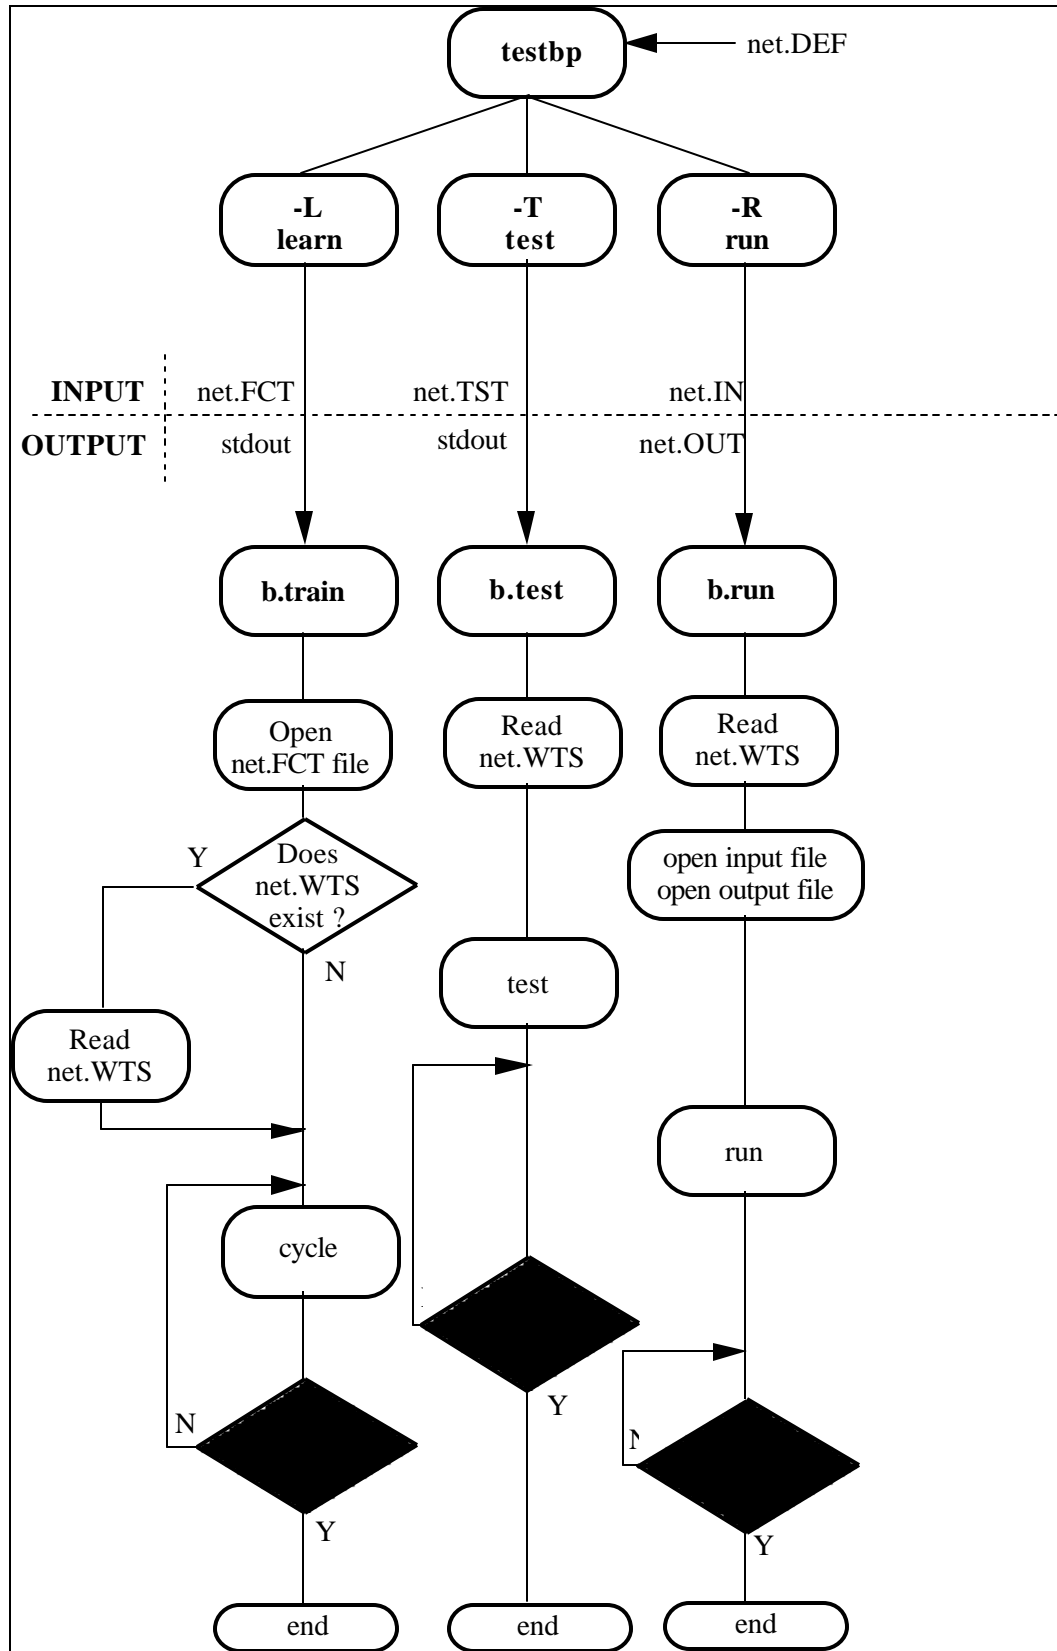 testbp
net.DEF
-L
learn
-T
test
-R
run
INPUT
net.FCT
net.TST
net.IN
OUTPUT
stdout
stdout
net.OUT
b.train
b.test
b.run
Open
net.FCT file
Read
net.WTS
Read
net.WTS
Y
Does
net.WTS
exist ?
N
open input file
open output file
Read
net.WTS
test
run
cycle
N
Y
Y
Y
end
end
end